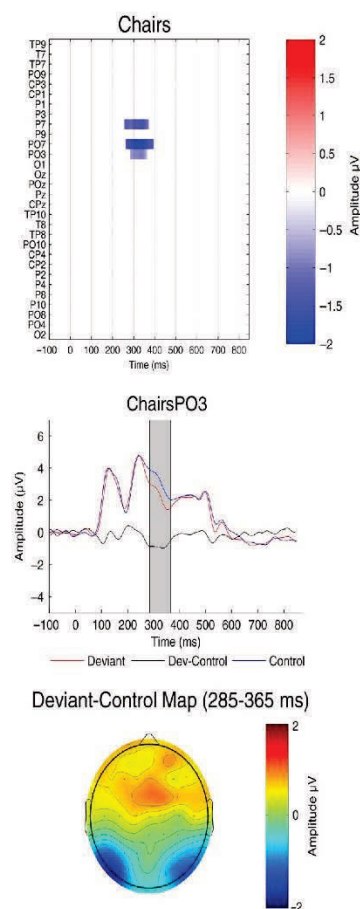 Chairs
TP9
T7
TP7
PO9
CP3
CP1
P1
P3
P7
P9
PO7
PO3
O1
Oz
POz
Pz
CPz
TP10
T8
TP8
PO10
CP4
CP2
P2
P4
P8
P10
PO8
PO4
O2
-100 0 100 200 300 400 500 600 700 800
Time (ms)
2
1.5
1
0.5
0
-0.5
-1
-1.5
-2
Amplitude µV
ChairsPO3
6
4
2
0
-2
-4
Amplitude µV
-100 0 100 200 300 400 500 600 700 800
Time (ms)
Deviant Dev-Control Control
Deviant-Control Map (285-365 ms)
2
1
0
-1
-2
Amplitude µV